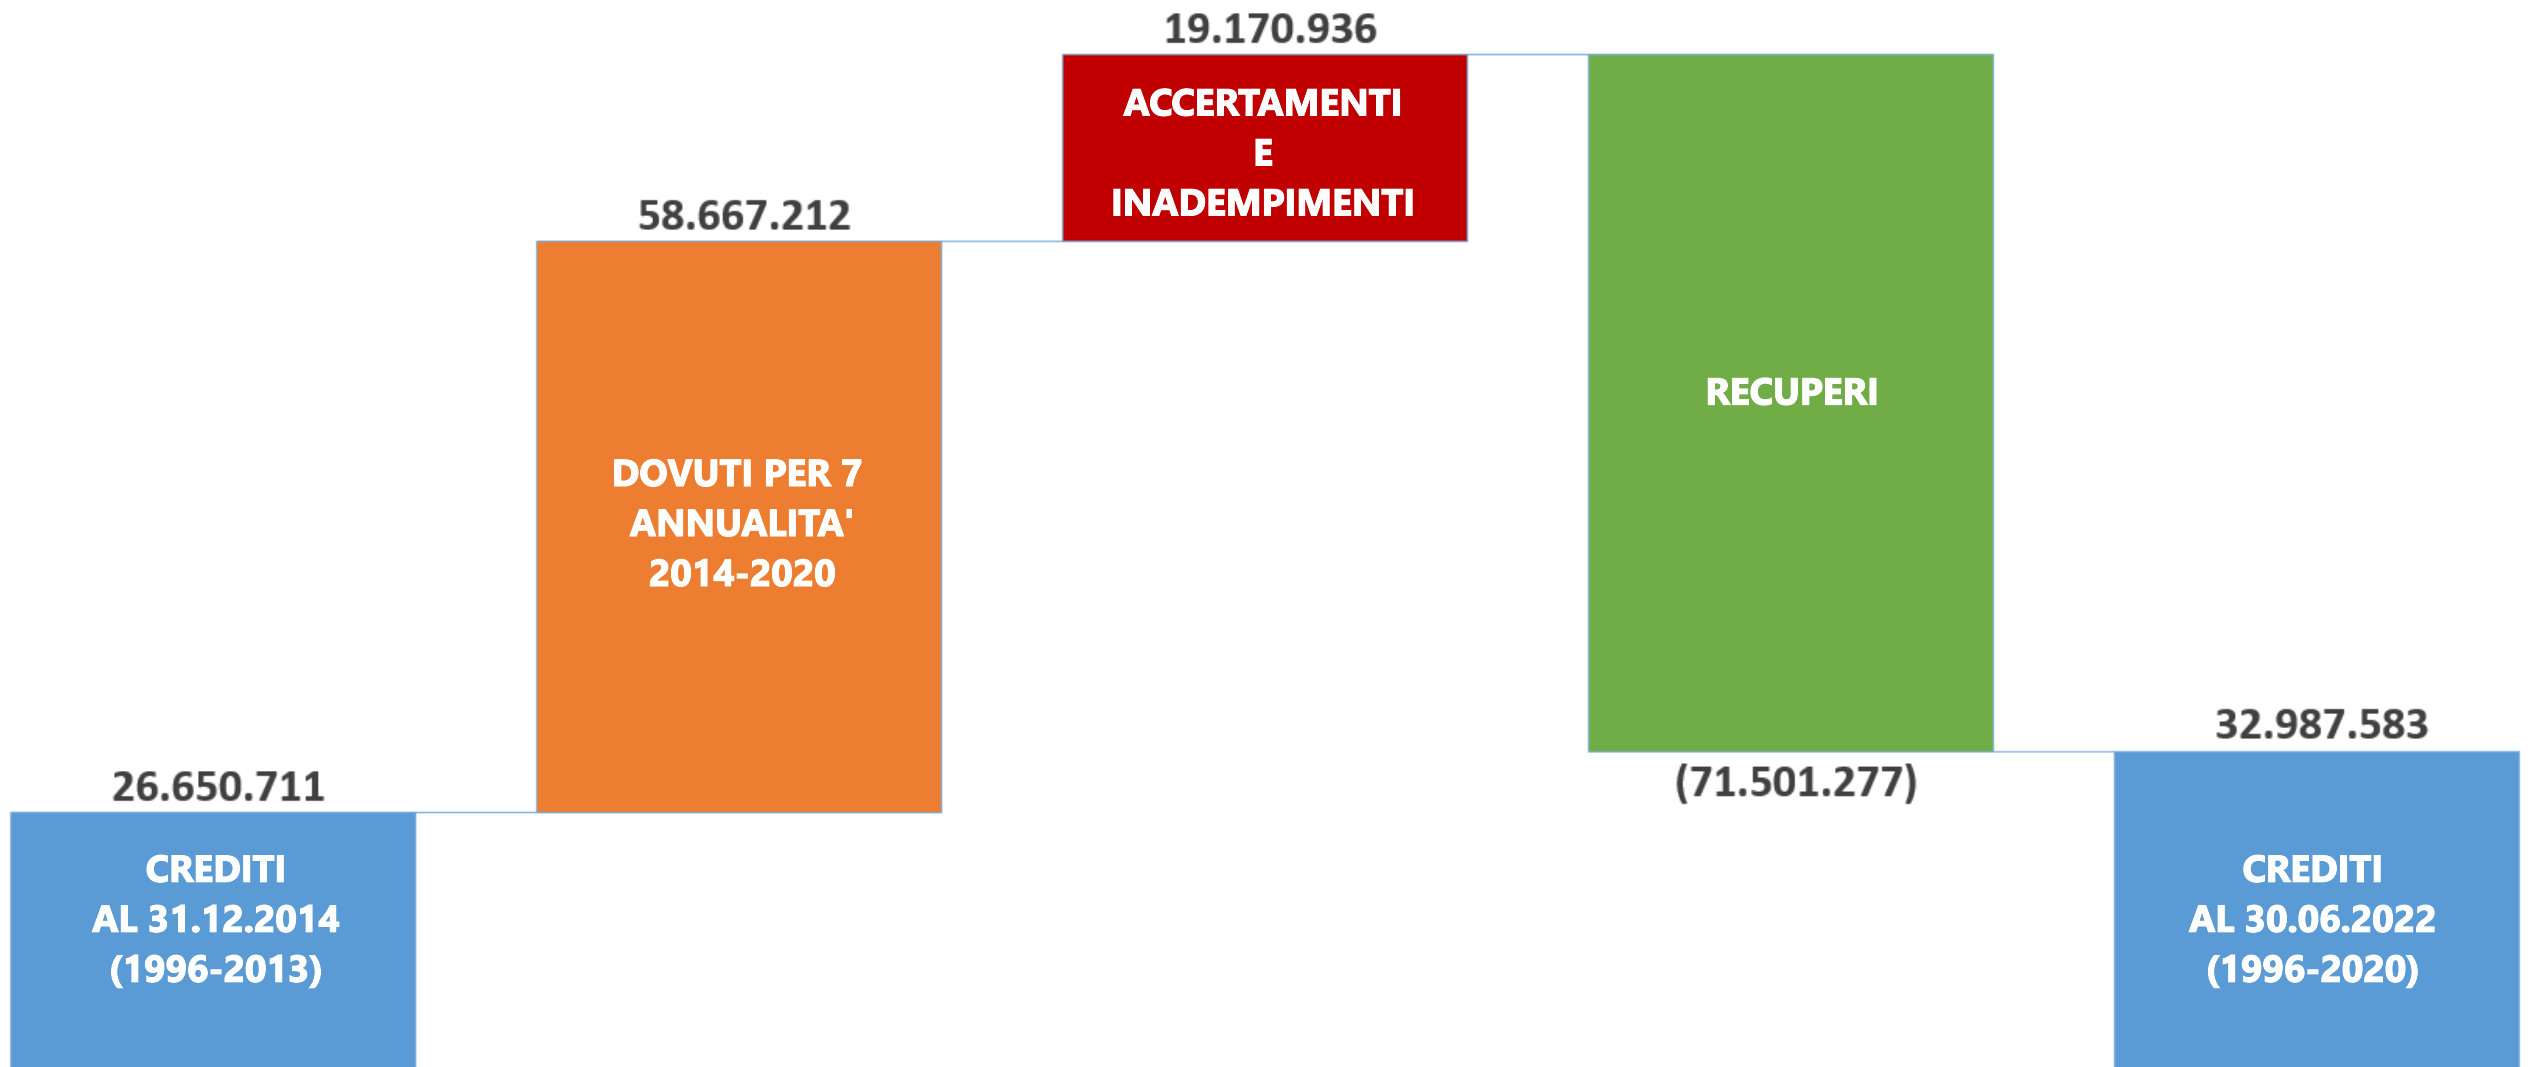 26.650.711
CREDITI
AL 31.12.2014
(1996-2013)
58.667.212
DOVUTI PER 7
ANNUALITA'
2014-2020
19.170.936
ACCERTAMENTI
E
INADEMPIMENTI
RECUPERI
(71.501.277)
32.987.583
CREDITI
AL 30.06.2022
(1996-2020)